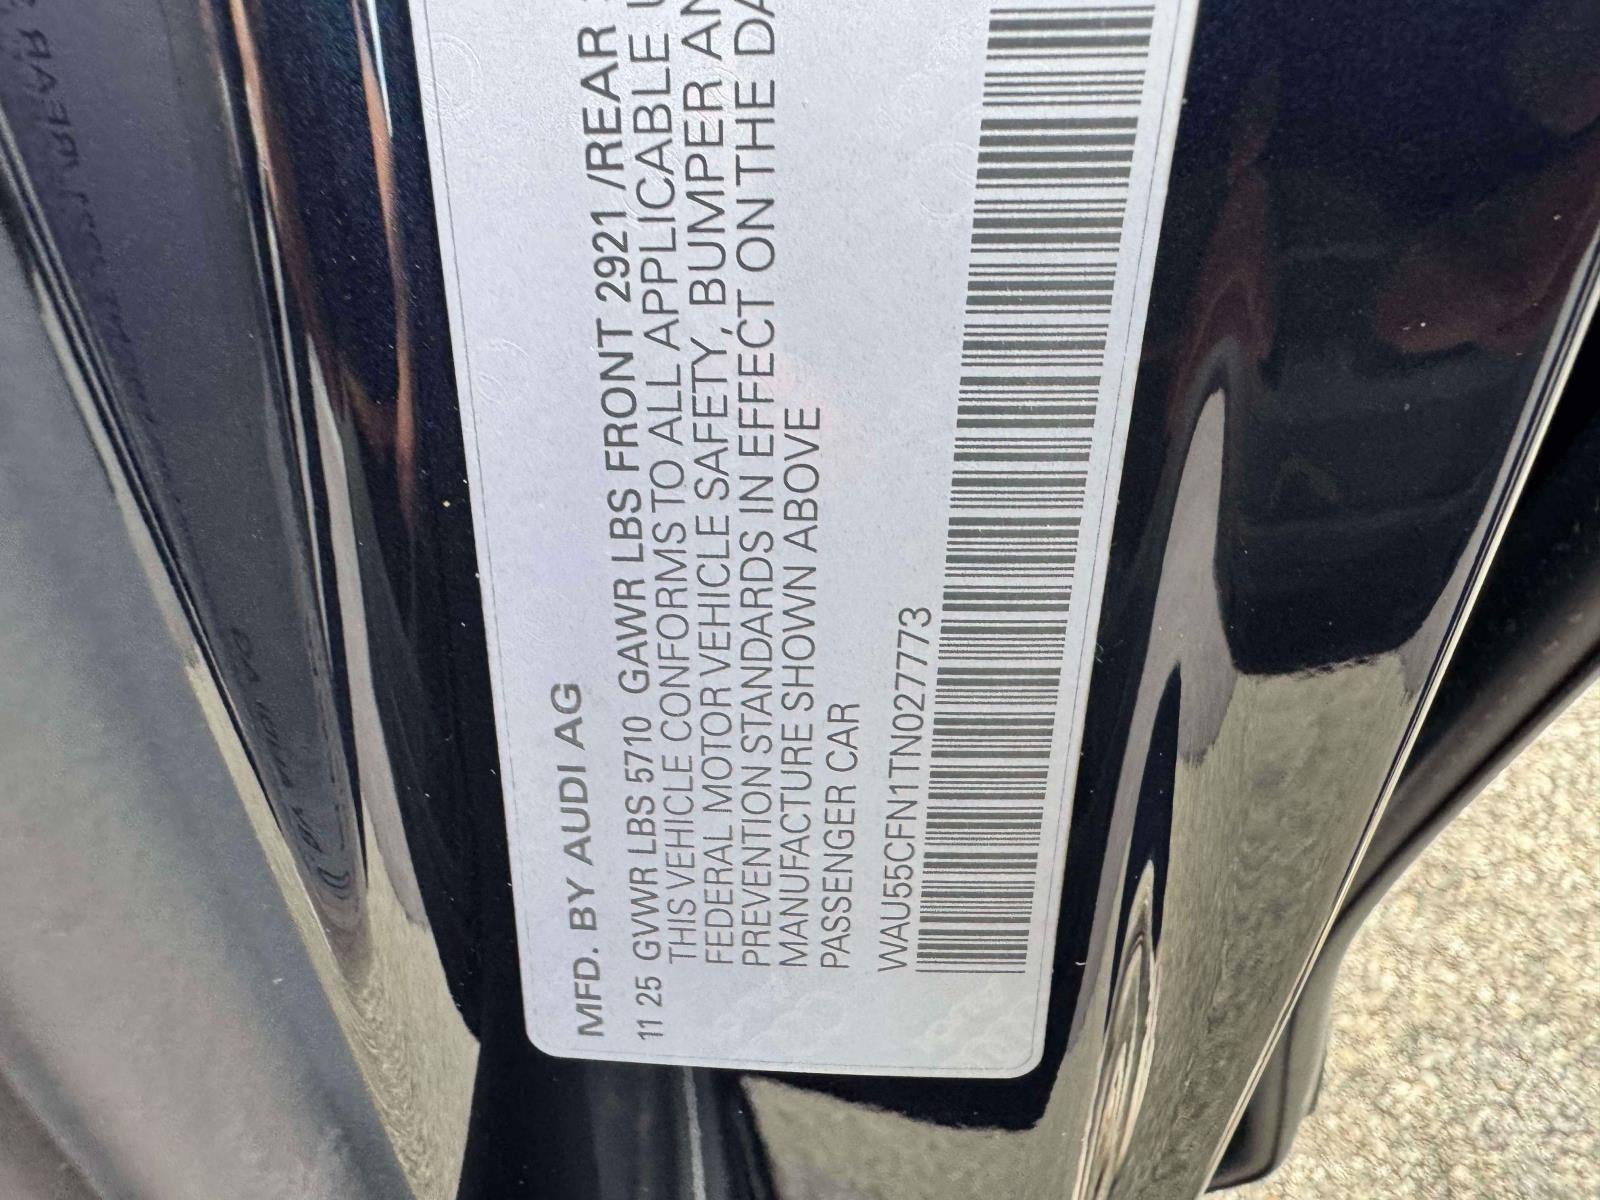 MFD. BY AUDI AG
11 25 GVWR LBS 5710 GAWR LBS FRONT 2921 /REAR
THIS VEHICLE CONFORMS TO ALL APPLICABLE
FEDERAL MOTOR VEHICLE SAFETY, BUMPER AN
PREVENTION STANDARDS IN EFFECT ON THE DA
MANUFACTURE SHOWN ABOVE
PASSENGER CAR
WAU55CFN1TN027773